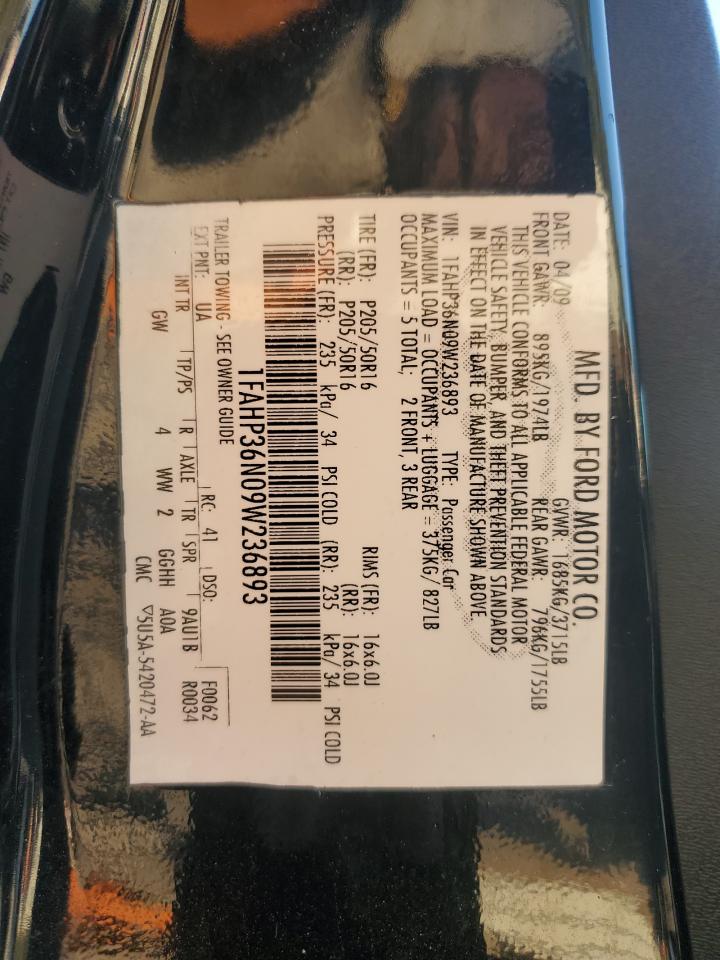 MFD. BY FORD MOTOR CO.
DATE: 04/09 GVWR: 1685KG/3715LB
FRONT GAWR: 895KG/1974LB REAR GAWR: 796KG/1755LB
THIS VEHICLE CONFORMS TO ALL APPLICABLE FEDERAL MOTOR
VEHICLE SAFETY, BUMPER, AND THEFT PREVENTION STANDARDS
IN EFFECT ON THE DATE OF MANUFACTURE SHOWN ABOVE.
VIN: 1FAHP36N09W236893 TYPE: Passenger Car
MAXIMUM LOAD = OCCUPANTS + LUGGAGE = 375KG/ 827LB
OCCUPANTS = 5 TOTAL, 2 FRONT, 3 REAR
TIRE (FR): P205/50R16 RIMS (FR): 16x6.0J
(RR): P205/50R16 (RR): 16x6.0J
PRESSURE (FR): 235 kPa/ 34 PSI COLD (RR): 235 kPa/ 34 PSI COLD
1FAHP36N09W236893
TRAILER TOWING - SEE OWNER GUIDE
EXT PNT: UA RC: 41 DSO: F0062
INT TR TP/PS R AXLE TR SPR 9AU1B R0034
GW 4 WW 2 GGHH A0A
CMC ▽5U5A-5420472-AA